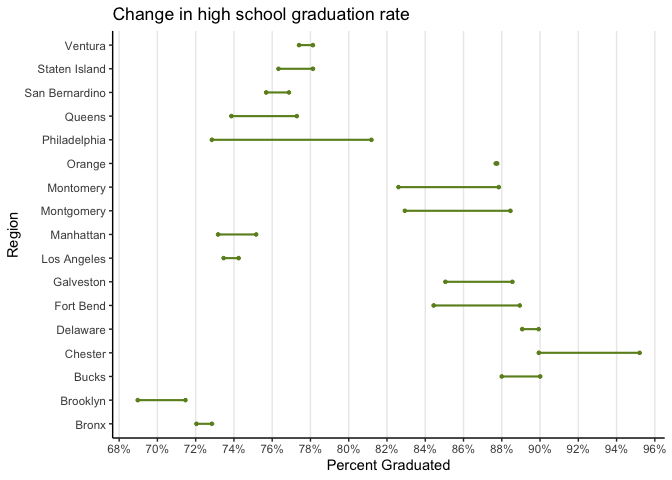 Change in high school graduation rate
Ventura
Staten Island
San Bernardino
Queens
Philadelphia
Orange
Montomery
Montgomery
Manhattan
Los Angeles
Galveston
Fort Bend
Delaware
Chester
Bucks
Brooklyn
Bronx
Region
68% 70% 72% 74% 76% 78% 80% 82% 84% 86% 88% 90% 92% 94% 96%
Percent Graduated